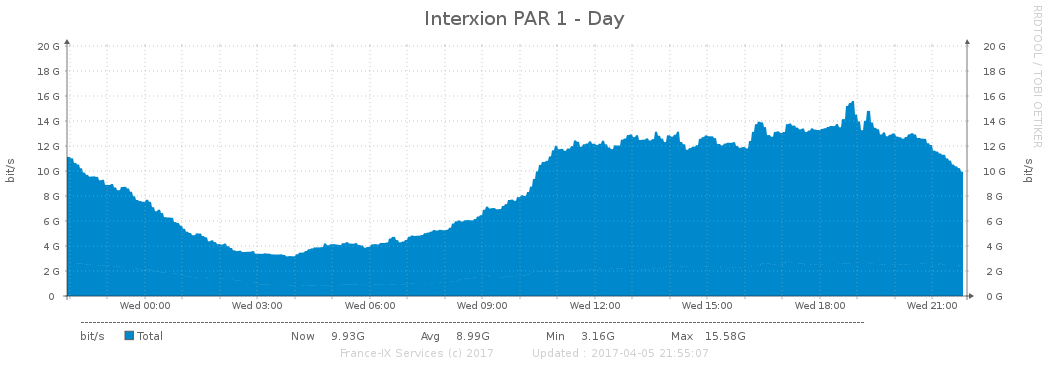 Interxion PAR 1 - Day
RRDTOOL / TOBI OETIKER
20 G 20 G
18 G 18 G
16 G 16 G
14 G 14 G
12 G 12 G
10 G 10 G
8 G 8 G
6 G 6 G
4 G 4 G
2 G 2 G
0 0 G
bit/s
bit/s
Wed 00:00 Wed 03:00 Wed 06:00 Wed 09:00 Wed 12:00 Wed 15:00 Wed 18:00 Wed 21:00
bit/s Total Now 9.93G Avg 8.99G Min 3.16G Max 15.58G
France-IX Services (c) 2017 Updated : 2017-04-05 21:55:07